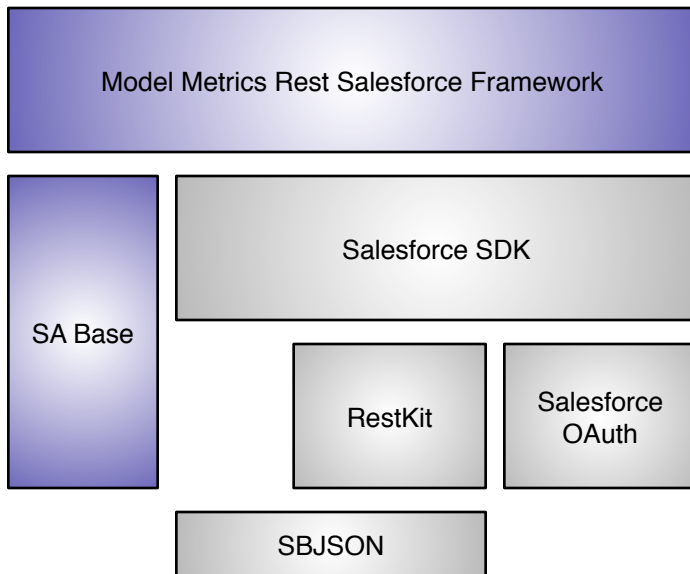 Model Metrics Rest Salesforce Framework
Salesforce SDK
SA Base
RestKit
Salesforce
OAuth
SBJSON